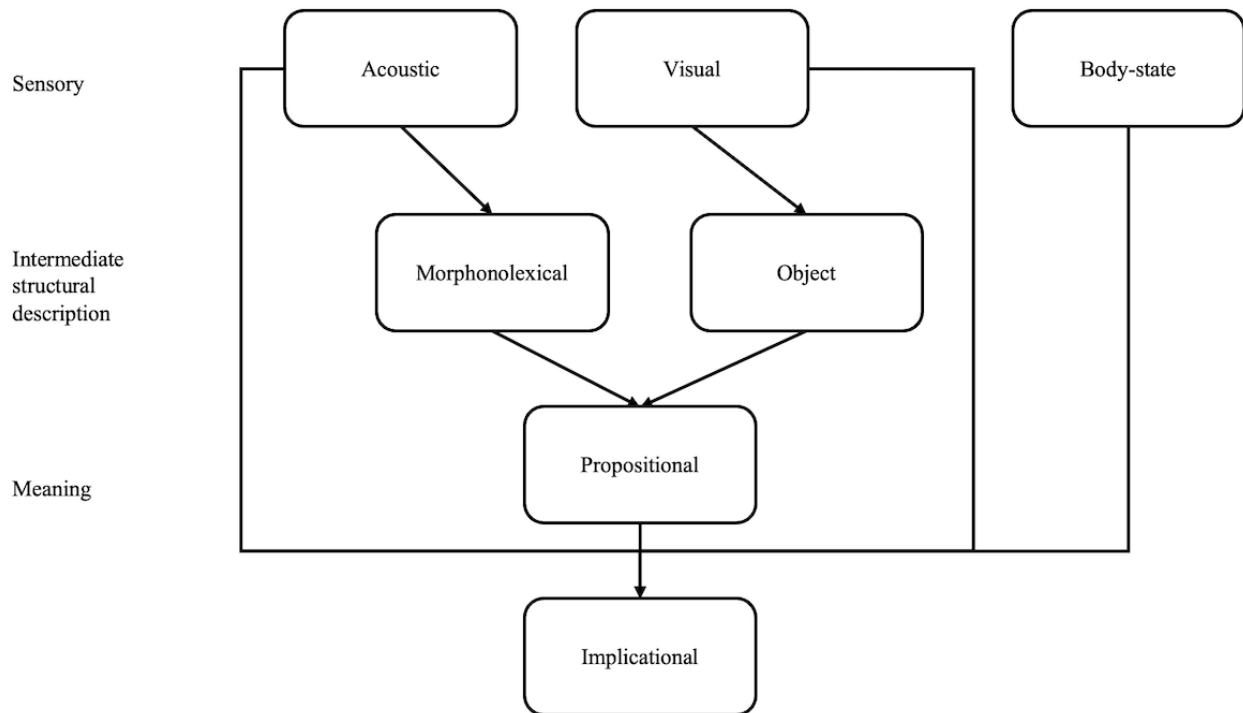 Sensory
Acoustic
Visual
Body-state
Intermediate
structural
description
Morphonolexical
Object
Meaning
Propositional
Implicational